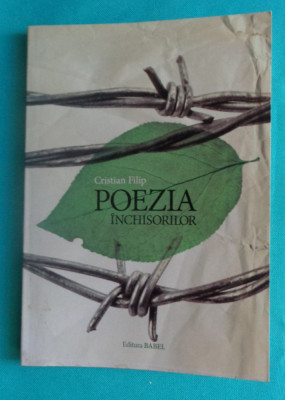 Cristian Filip
POEZIA
ÎNCHISORILOR
Editura BABEL